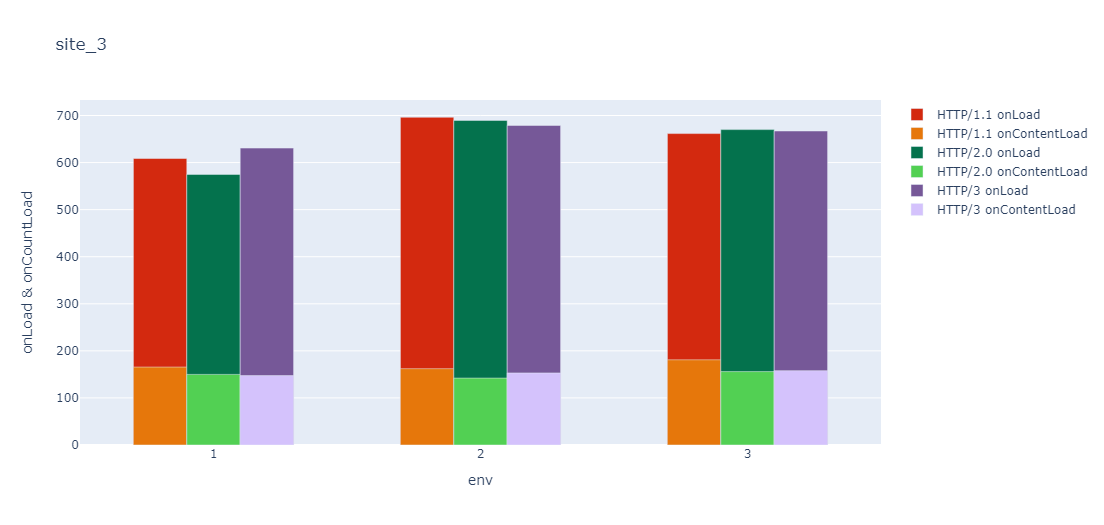 site_3
700
600
500
400
300
200
100
0
onLoad & onCountLoad
1
2
3
env
HTTP/1.1 onLoad
HTTP/1.1 onContentLoad
HTTP/2.0 onLoad
HTTP/2.0 onContentLoad
HTTP/3 onLoad
HTTP/3 onContentLoad